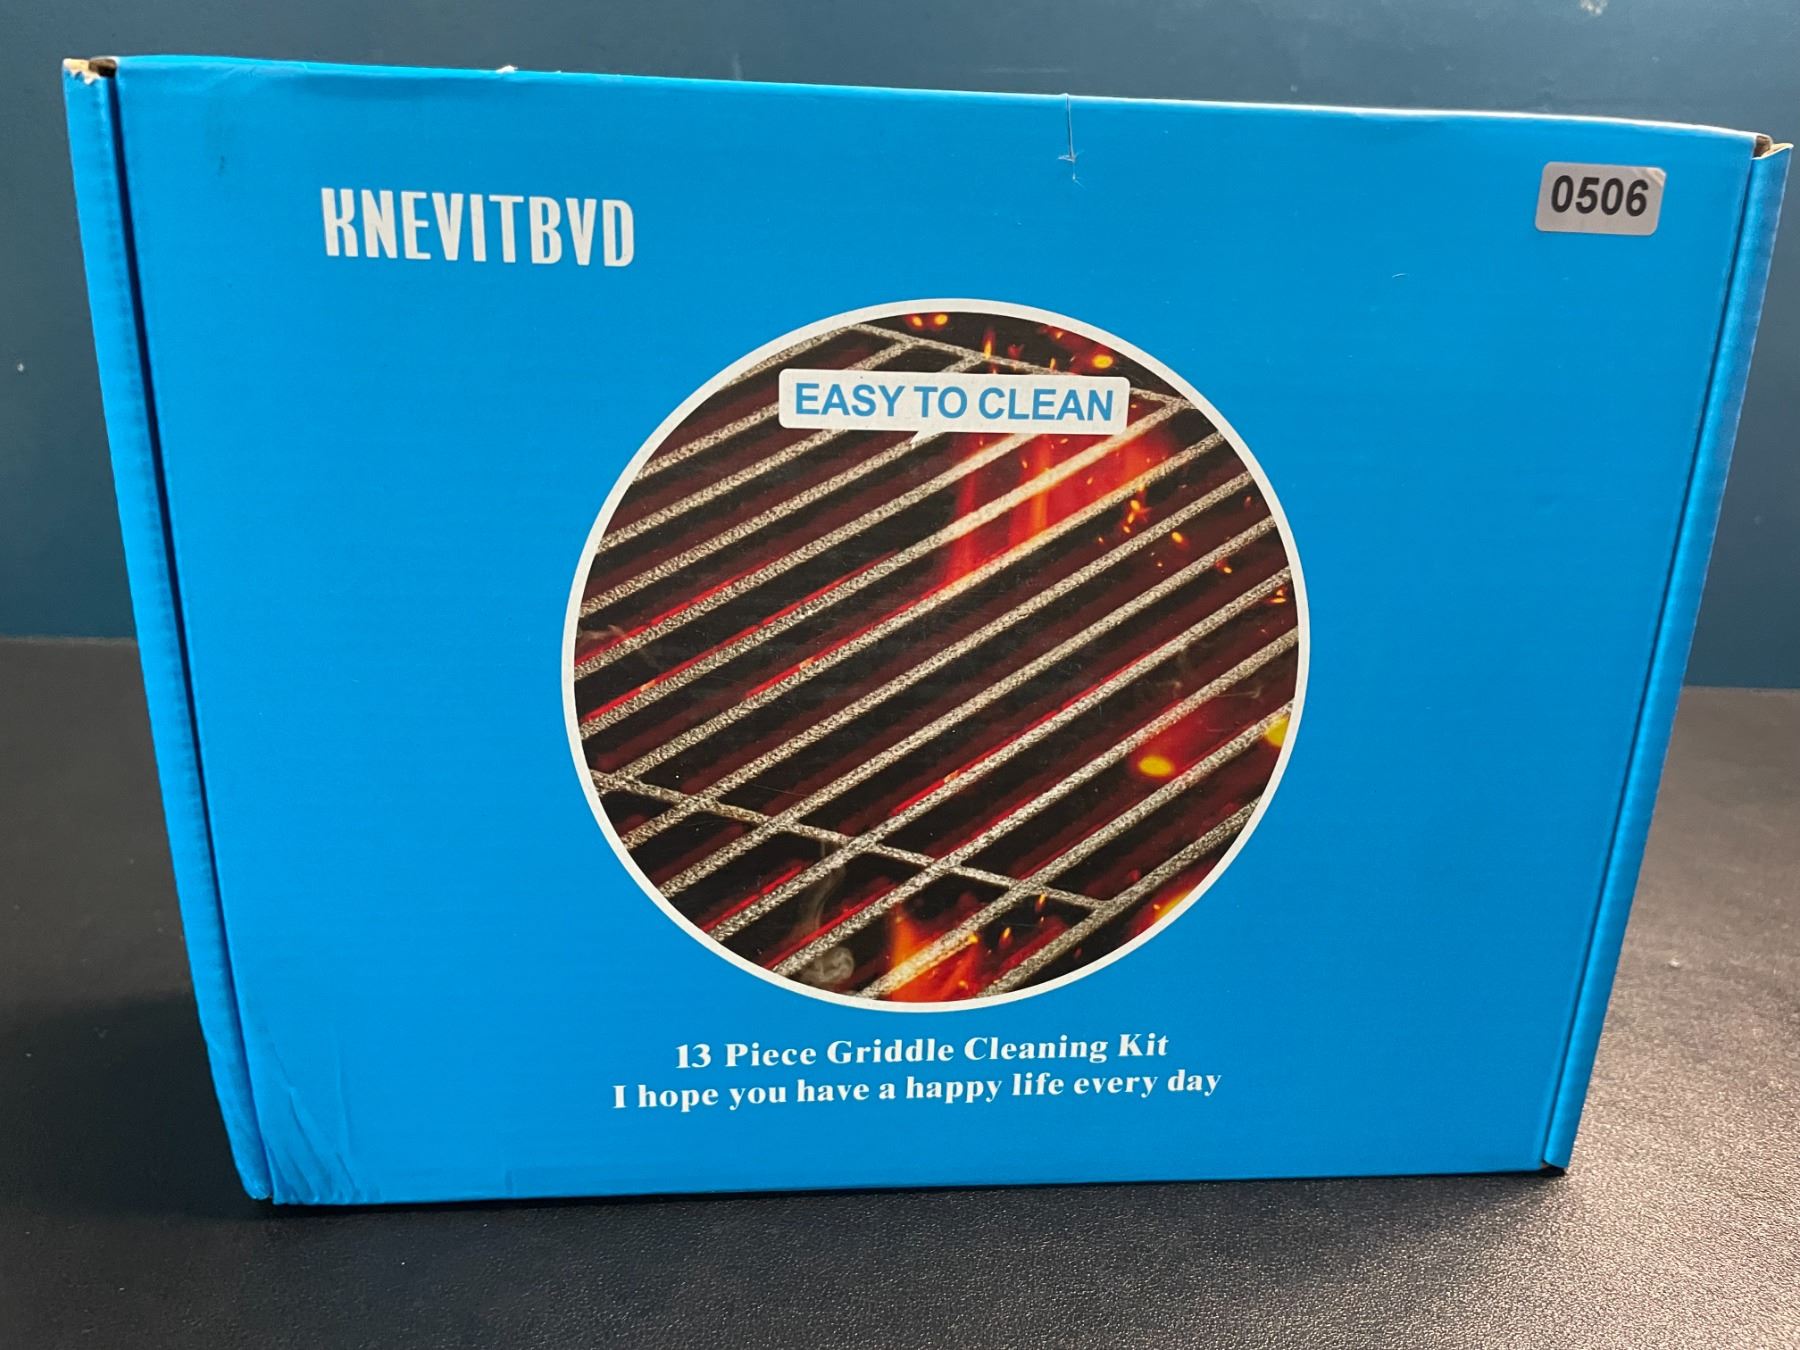 KNEVITBVD
0506
EASY TO CLEAN
13 Piece Griddle Cleaning Kit
I hope you have a happy life every day